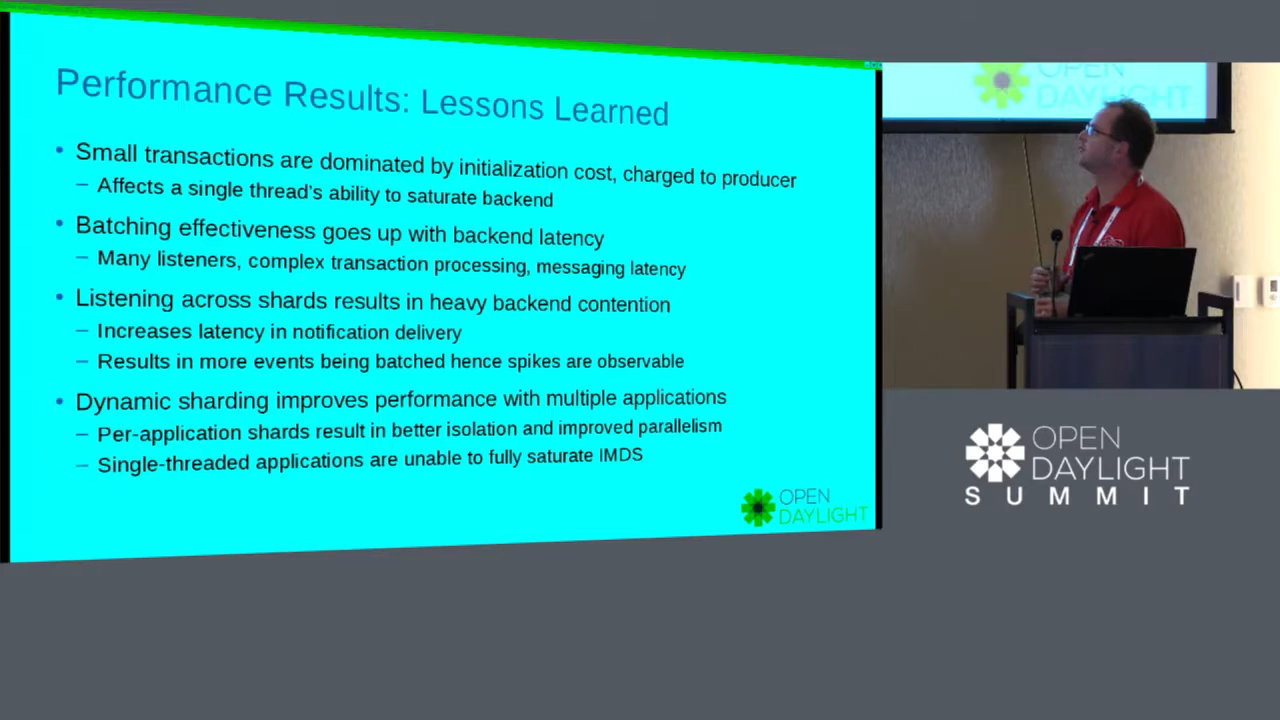 Performance Results: Lessons Learned
• Small transactions are dominated by initialization cost, charged to producer
– Affects a single thread's ability to saturate backend
• Batching effectiveness goes up with backend latency
– Many listeners, complex transaction processing, messaging latency
• Listening across shards results in heavy backend contention
– Increases latency in notification delivery
– Results in more events being batched hence spikes are observable
• Dynamic sharding improves performance with multiple applications
– Per-application shards result in better isolation and improved parallelism
– Single-threaded applications are unable to fully saturate IMDS
OPEN
DAYLIGHT
OPEN
DAYLIGHT
OPEN
DAYLIGHT
SUMMIT